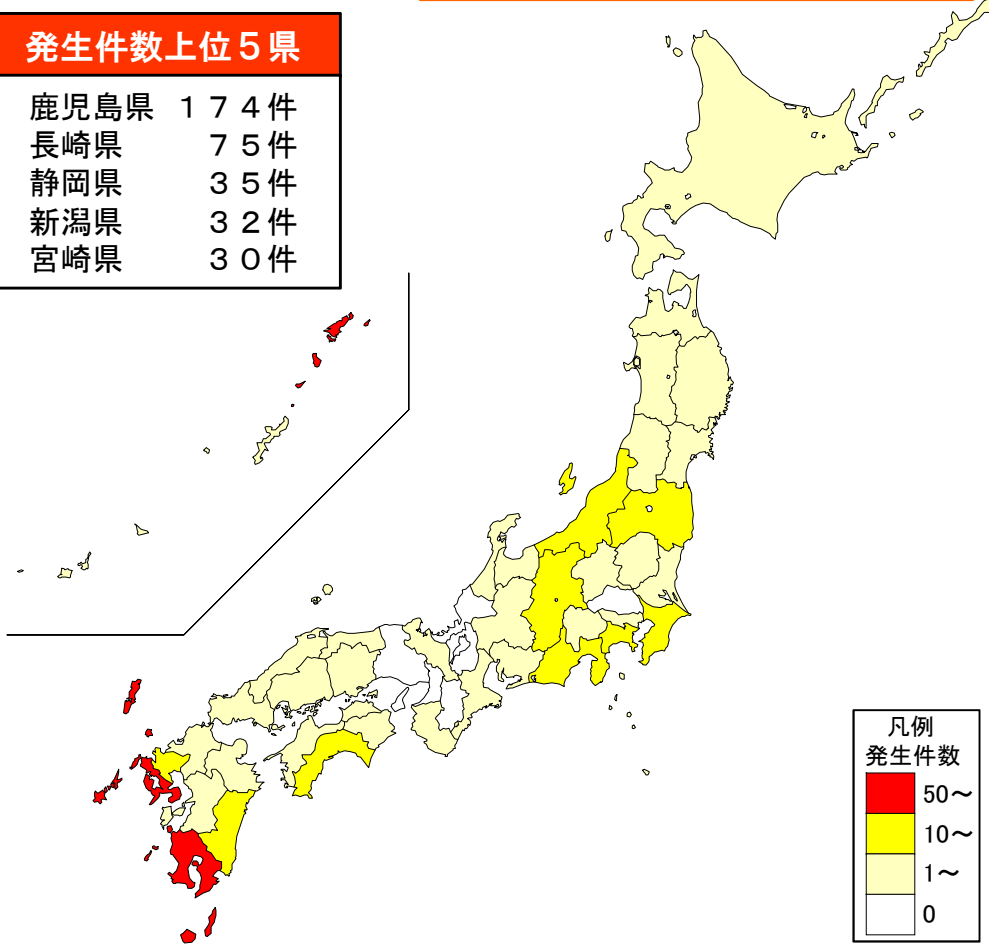 発生件数上位5県
鹿児島県 174件
長崎県 75件
静岡県 35件
新潟県 32件
宮崎県 30件
凡例
発生件数
50~
10~
1~
0